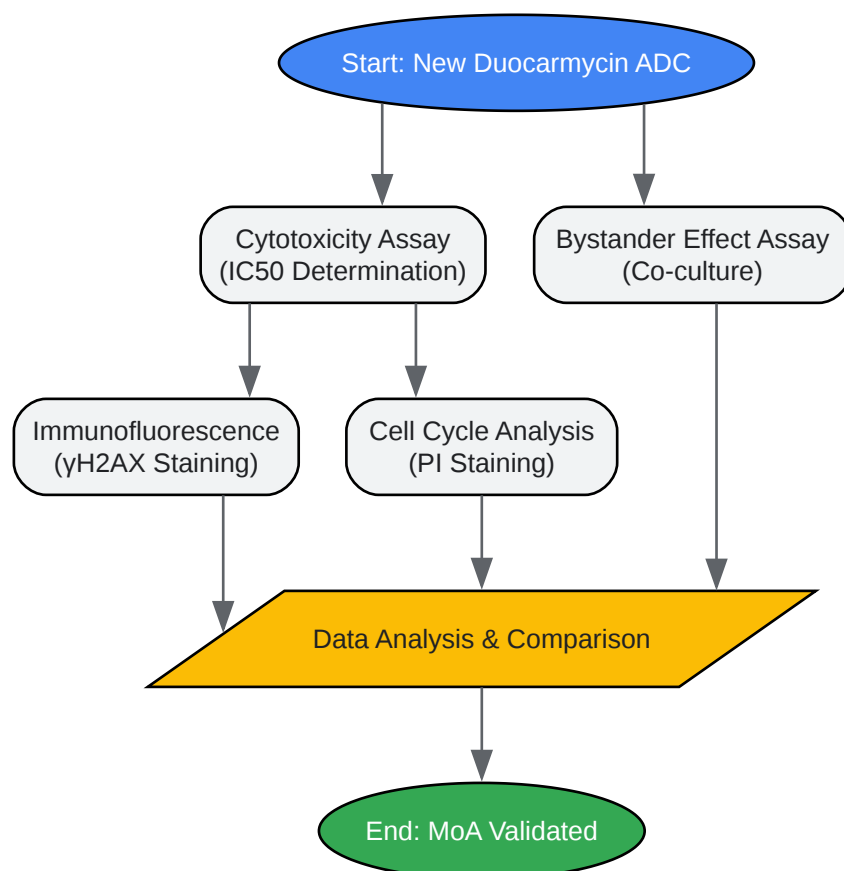 Start: New Duocarmycin ADC
Cytotoxicity Assay
(IC50 Determination)
Bystander Effect Assay
(Co-culture)
Immunofluorescence
(γH2AX Staining)
Cell Cycle Analysis
(PI Staining)
Data Analysis & Comparison
End: MoA Validated